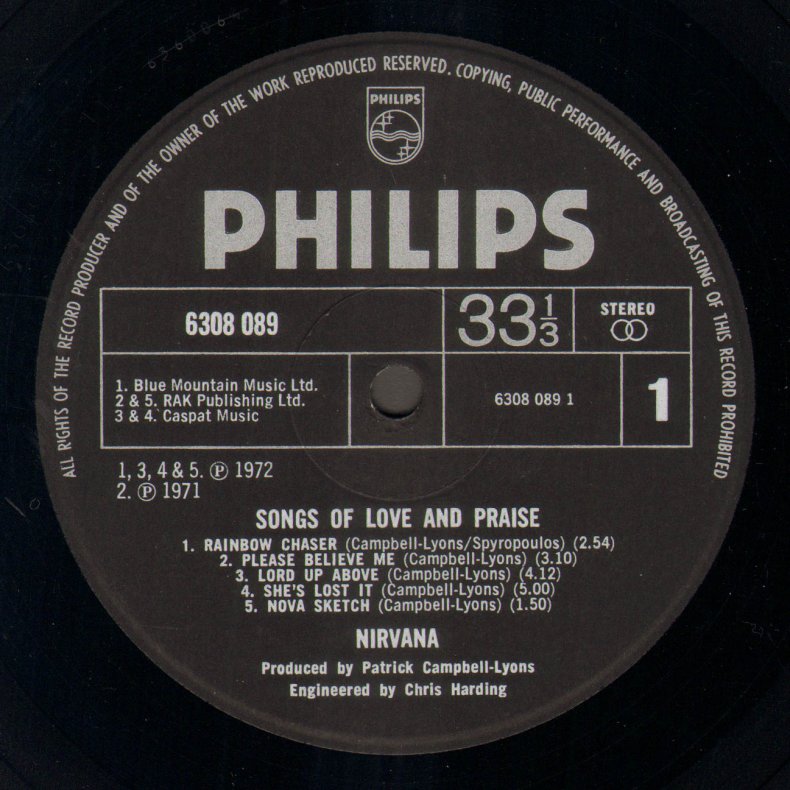 ALL RIGHTS OF THE RECORD PRODUCER AND OF THE OWNER OF THE WORK REPRODUCED RESERVED. COPYING, PUBLIC PERFORMANCE AND BROADCASTING OF THIS RECORD PROHIBITED
PHILIPS
PHILIPS
6308 089
33 1/3
STEREO
1. Blue Mountain Music Ltd.
2 & 5. RAK Publishing Ltd.
3 & 4. Caspat Music
6308 089 1
1
1, 3, 4 & 5. Ⓟ 1972
2. Ⓟ 1971
SONGS OF LOVE AND PRAISE
1. RAINBOW CHASER (Campbell-Lyons/Spyropoulos) (2.54)
2. PLEASE BELIEVE ME (Campbell-Lyons) (3.10)
3. LORD UP ABOVE (Campbell-Lyons) (4.12)
4. SHE'S LOST IT (Campbell-Lyons) (5.00)
5. NOVA SKETCH (Campbell-Lyons) (1.50)
NIRVANA
Produced by Patrick Campbell-Lyons
Engineered by Chris Harding